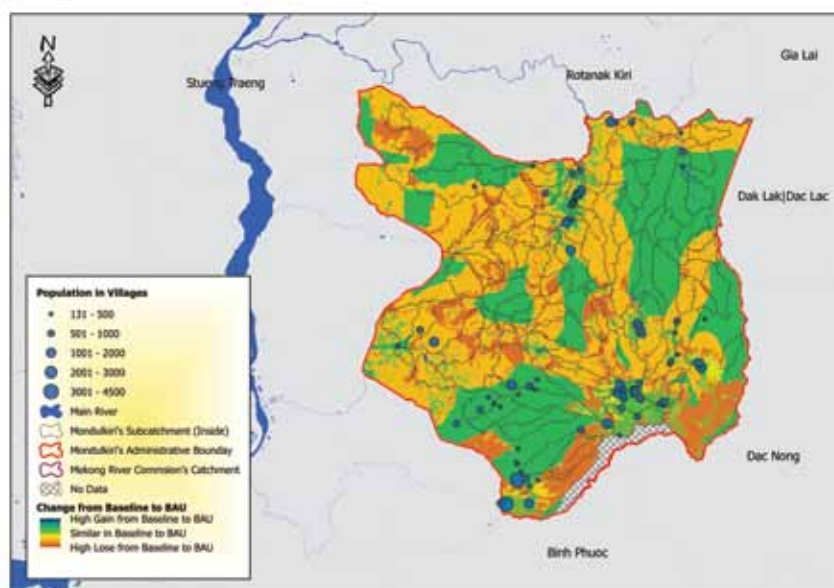 N
Gia Lai
Stueng Traeng
Rotanak Kiri
Dak Lak|Dac Lac
Population in Villages
131 - 500
501 - 1000
1001 - 2000
2001 - 3000
3001 - 4500
Main River
Mondulkiri's Subcatchment (Inside)
Mondulkiri's Administrative Bounday
Mekong River Commsion's Catchment
No Data
Change from Baseline to BAU
High Gain from Baseline to BAU
Similar in Baseline to BAU
High Lose from Baseline to BAU
Dac Nong
Binh Phuoc